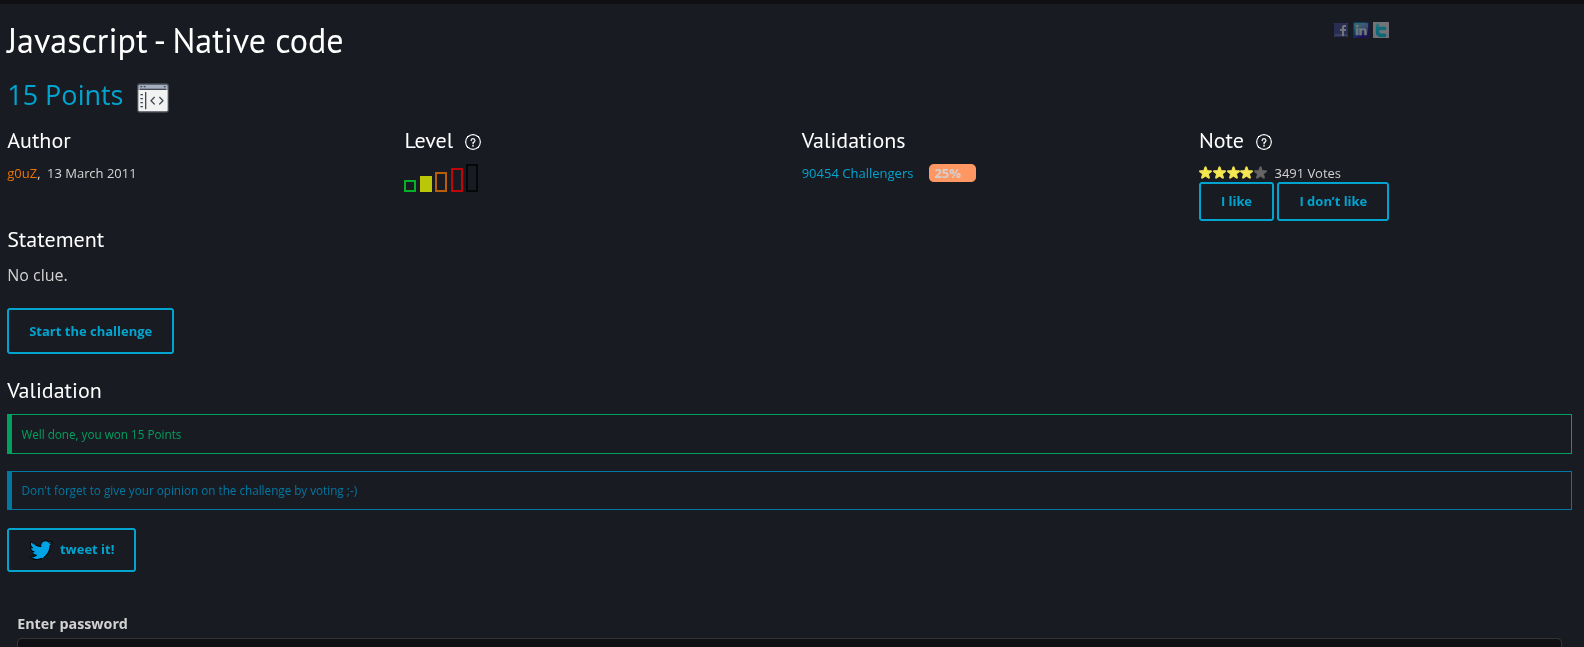 Javascript - Native code
15 Points
Author
Level
Validations
Note
g0uZ, 13 March 2011
90454 Challengers 25%
3491 Votes
I like
I don't like
Statement
No clue.
Start the challenge
Validation
Well done, you won 15 Points
Don't forget to give your opinion on the challenge by voting ;-)
tweet it!
Enter password